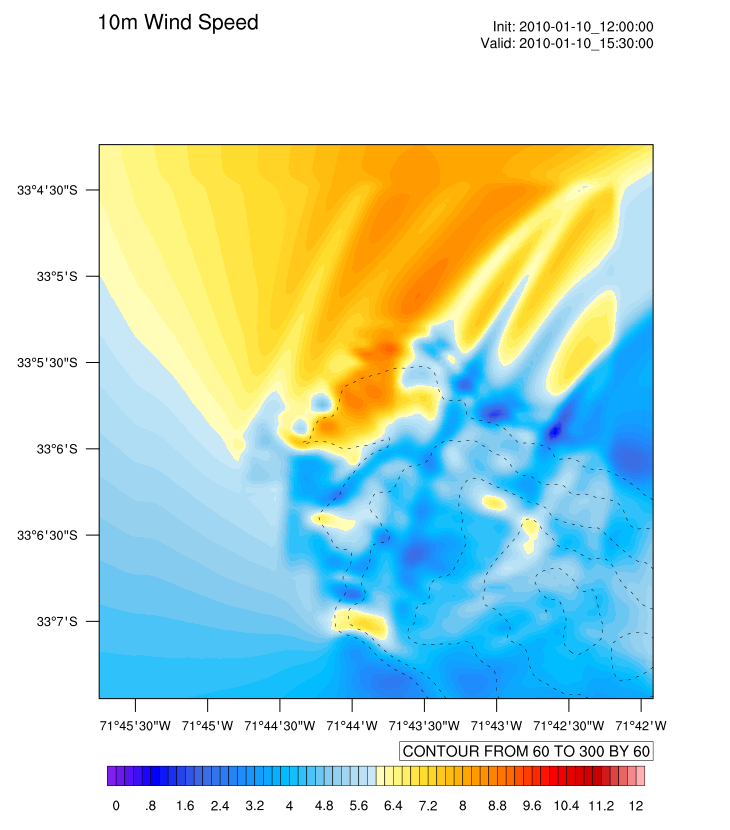 10m Wind Speed
Init: 2010-01-10_12:00:00
Valid: 2010-01-10_15:30:00
33°4'30"S
33°5'S
33°5'30"S
33°6'S
33°6'30"S
33°7'S
71°45'30"W 71°45'W 71°44'30"W 71°44'W 71°43'30"W 71°43'W 71°42'30"W 71°42'W
CONTOUR FROM 60 TO 300 BY 60
0 .8 1.6 2.4 3.2 4 4.8 5.6 6.4 7.2 8 8.8 9.6 10.4 11.2 12